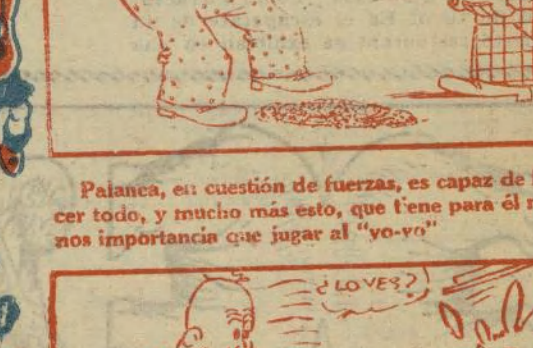 Palanca, en cuestión de fuerzas, es capaz de
cer todo, y mucho más esto, que tiene para él
nos importancia que jugar al "yo-yo"
¿LO VES?